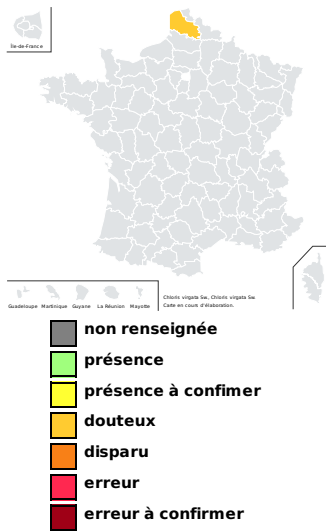 Île-de-France
Guadeloupe Martinique Guyane La Réunion Mayotte
Chloris virgata Sw., Chloris virgata Sw.
Carte en cours d'élaboration.
non renseignée
présence
présence à confimer
douteux
disparu
erreur
erreur à confirmer